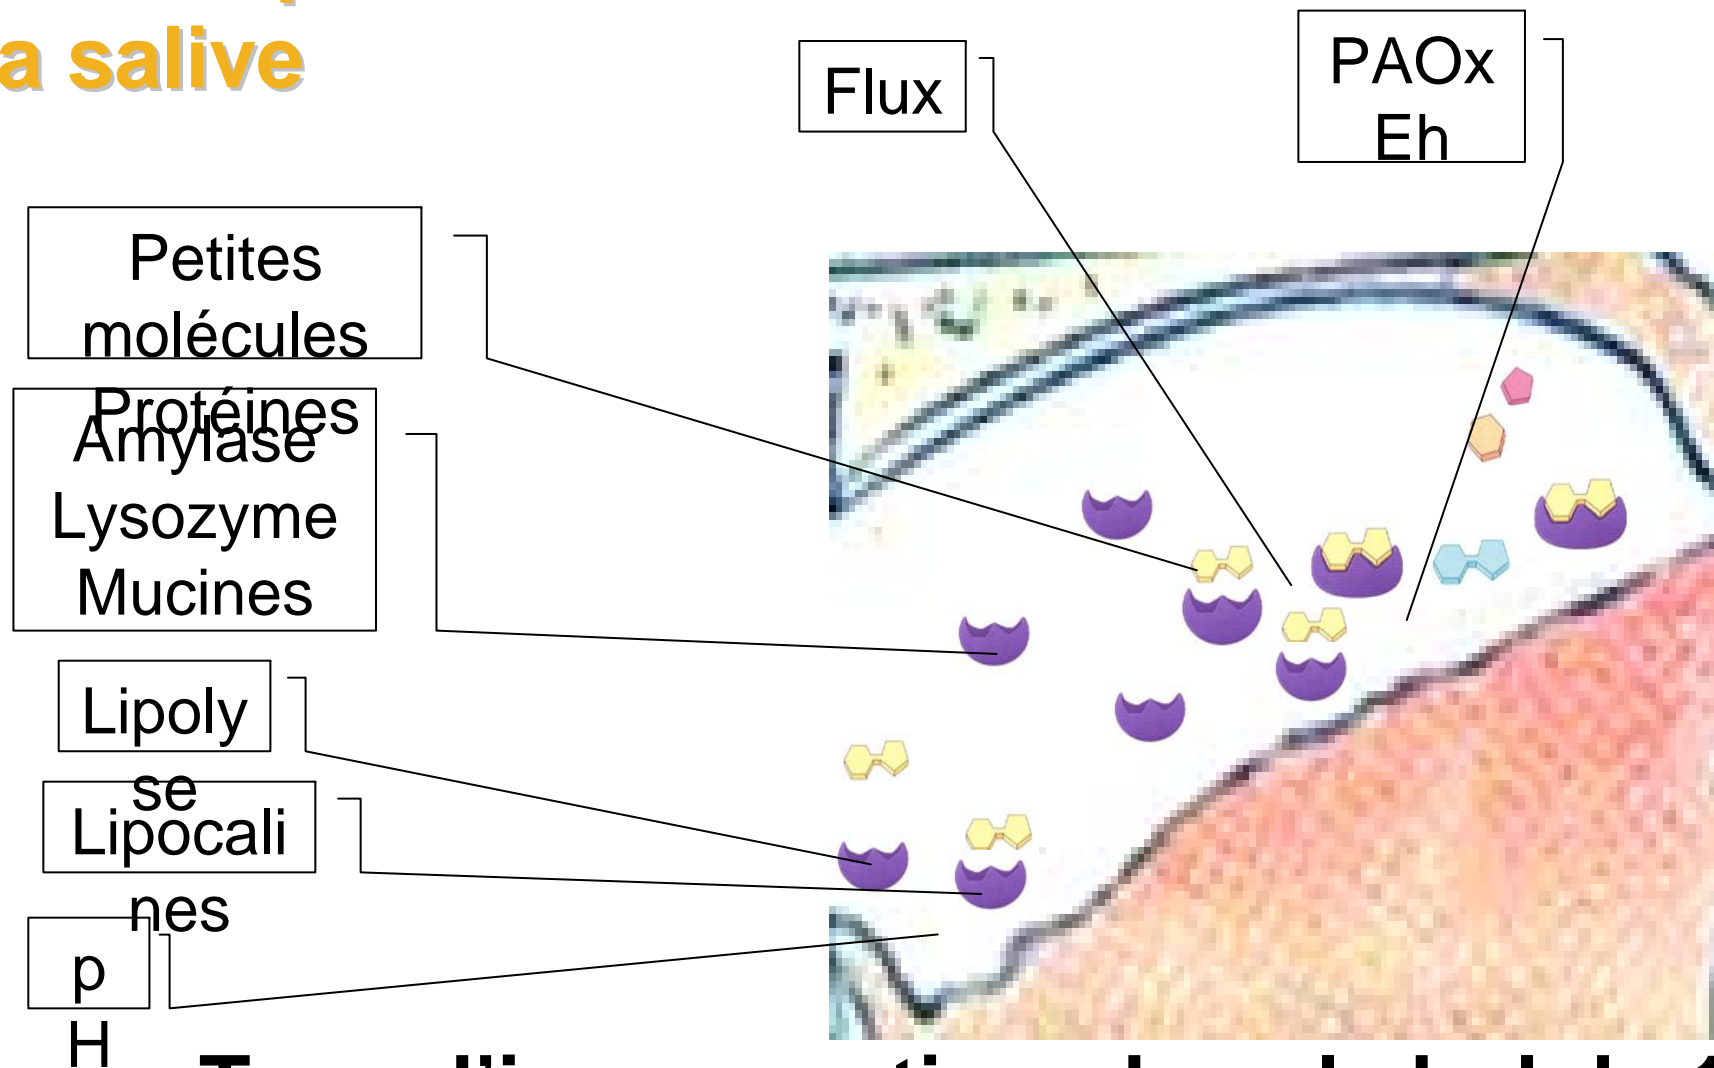 a salive
Flux
PAOx
Eh
Petites
molécules
Protéines
Amylase
Lysozyme
Mucines
Lipoly
se
Lipocali
nes
p
H